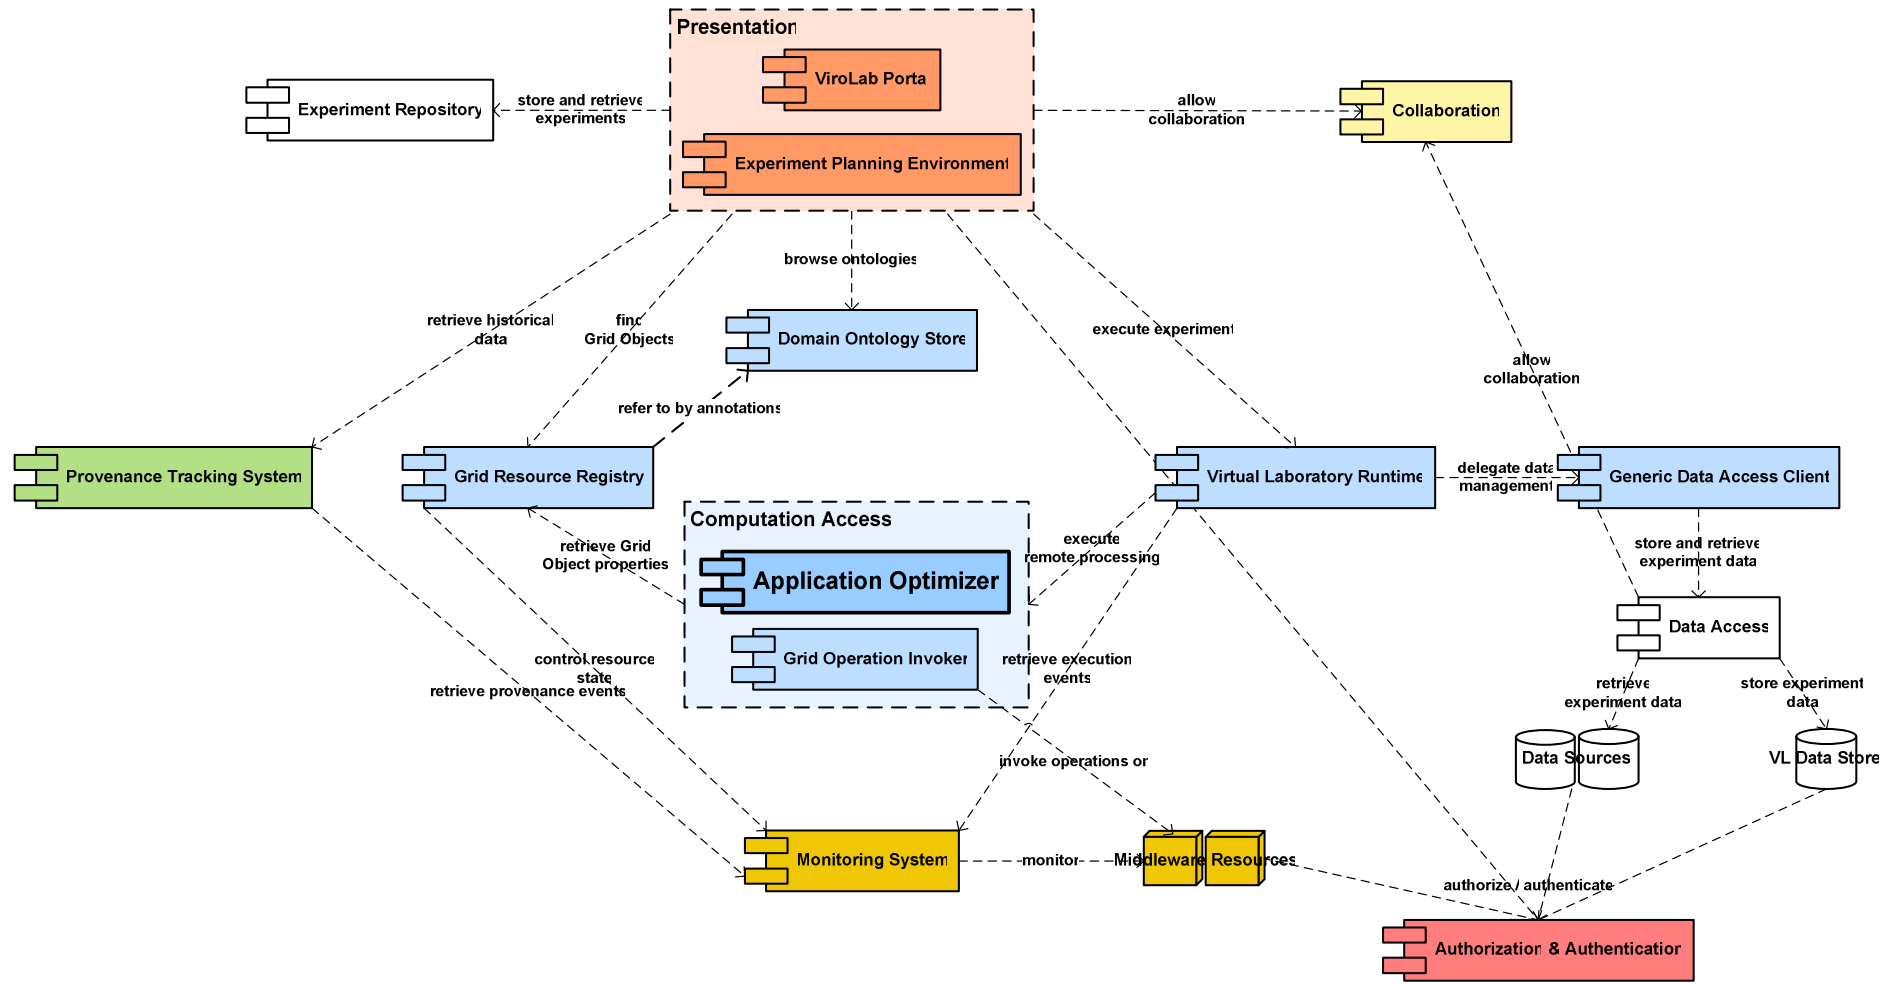 Presentation
ViroLab Porta
Experiment Planning Environment
Experiment Repository
store and retrieve
experiments
allow
collaboration
Collaboration
browse ontologies
retrieve historical
data
find
Grid Objects
Domain Ontology Store
execute experiment
allow
collaboration
refer to by annotations
Provenance Tracking System
Grid Resource Registry
Virtual Laboratory Runtime
delegate data
management
Generic Data Access Client
Computation Access
Application Optimizer
Grid Operation Invoker
retrieve Grid
Object properties
execute
remote processing
store and retrieve
experiment data
Data Access
control resource
state
retrieve provenance events
retrieve execution
events
retrieve
experiment data
store experiment
data
invoke operations or
Data Sources
VL Data Store
Monitoring System
monitor
Middleware Resources
authorize / authenticate
Authorization & Authentication